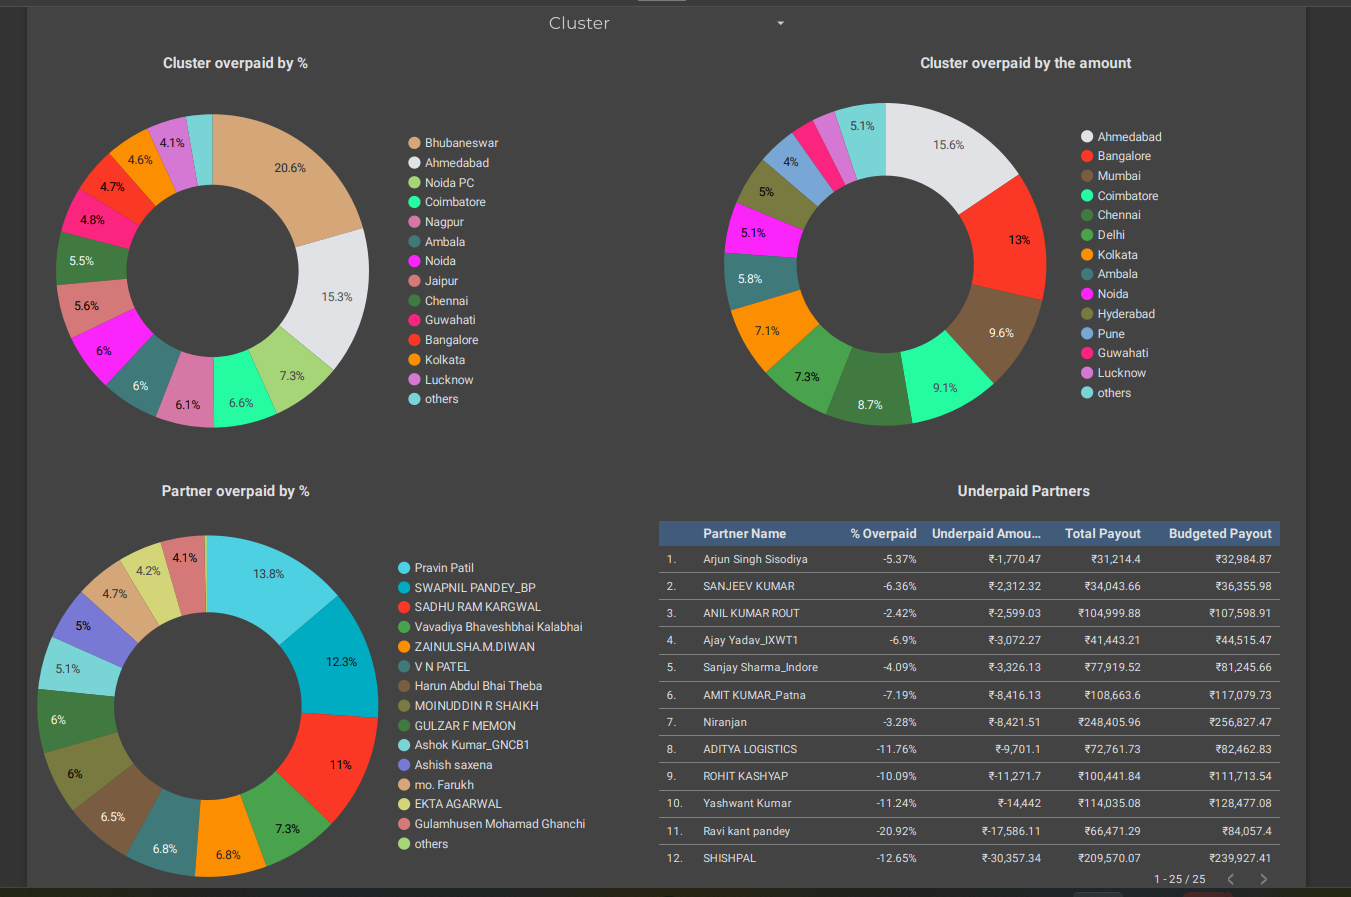 Cluster
Cluster overpaid by %
20.6%
15.3%
7.3%
6.6%
6.1%
6%
6%
5.6%
5.5%
4.8%
4.7%
4.6%
4.1%
Bhubaneswar
Ahmedabad
Noida PC
Coimbatore
Nagpur
Ambala
Noida
Jaipur
Chennai
Guwahati
Bangalore
Kolkata
Lucknow
others
Cluster overpaid by the amount
15.6%
13%
9.6%
9.1%
8.7%
7.3%
7.1%
5.8%
5.1%
5%
4%
5.1%
Ahmedabad
Bangalore
Mumbai
Coimbatore
Chennai
Delhi
Kolkata
Ambala
Noida
Hyderabad
Pune
Guwahati
Lucknow
others
Partner overpaid by %
13.8%
12.3%
11%
7.3%
6.8%
6.8%
6.5%
6%
6%
5.1%
5%
4.7%
4.2%
4.1%
Pravin Patil
SWAPNIL PANDEY_BP
SADHU RAM KARGWAL
Vavadiya Bhaveshbhai Kalabhai
ZAINULSHA.M.DIWAN
V N PATEL
Harun Abdul Bhai Theba
MOINUDDIN R SHAIKH
GULZAR F MEMON
Ashok Kumar_GNCB1
Ashish saxena
mo. Farukh
EKTA AGARWAL
Gulamhusen Mohamad Ghanchi
others
Underpaid Partners
Partner Name % Overpaid Underpaid Amou... Total Payout Budgeted Payout
1. Arjun Singh Sisodiya -5.37% ₹-1,770.47 ₹31,214.4 ₹32,984.87
2. SANJEEV KUMAR -6.36% ₹-2,312.32 ₹34,043.66 ₹36,355.98
3. ANIL KUMAR ROUT -2.42% ₹-2,599.03 ₹104,999.88 ₹107,598.91
4. Ajay Yadav_IXWT1 -6.9% ₹-3,072.27 ₹41,443.21 ₹44,515.47
5. Sanjay Sharma_Indore -4.09% ₹-3,326.13 ₹77,919.52 ₹81,245.66
6. AMIT KUMAR_Patna -7.19% ₹-8,416.13 ₹108,663.6 ₹117,079.73
7. Niranjan -3.28% ₹-8,421.51 ₹248,405.96 ₹256,827.47
8. ADITYA LOGISTICS -11.76% ₹-9,701.1 ₹72,761.73 ₹82,462.83
9. ROHIT KASHYAP -10.09% ₹-11,271.7 ₹100,441.84 ₹111,713.54
10. Yashwant Kumar -11.24% ₹-14,442 ₹114,035.08 ₹128,477.08
11. Ravi kant pandey -20.92% ₹-17,586.11 ₹66,471.29 ₹84,057.4
12. SHISHPAL -12.65% ₹-30,357.34 ₹209,570.07 ₹239,927.41
1 - 25 / 25